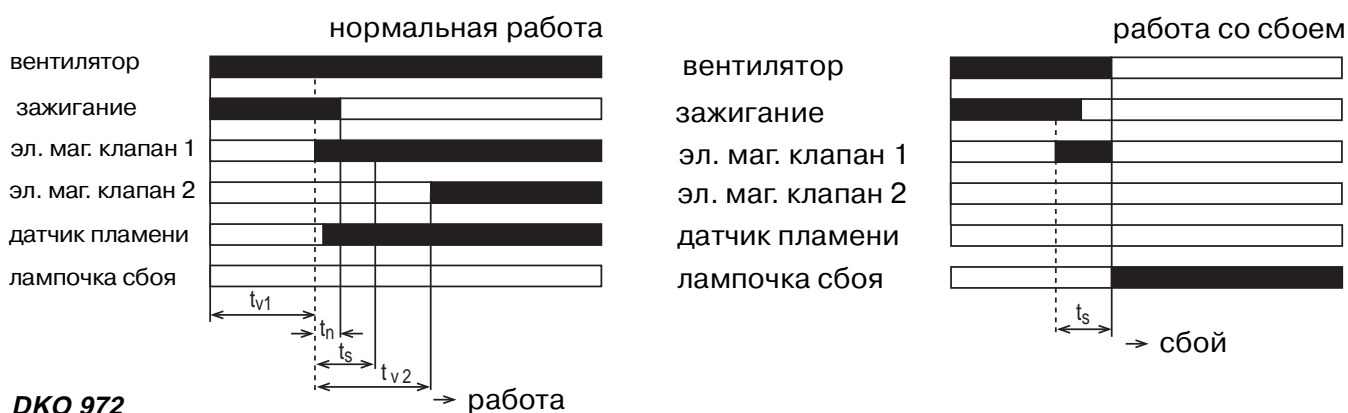 нормальная работа
вентилятор
зажигание
эл. маг. клапан 1
эл. маг. клапан 2
датчик пламени
лампочка сбоя
tv1
tn
ts
tv2
работа
DKO 972
работа со сбоем
вентилятор
зажигание
эл. маг. клапан 1
эл. маг. клапан 2
датчик пламени
лампочка сбоя
ts
сбой